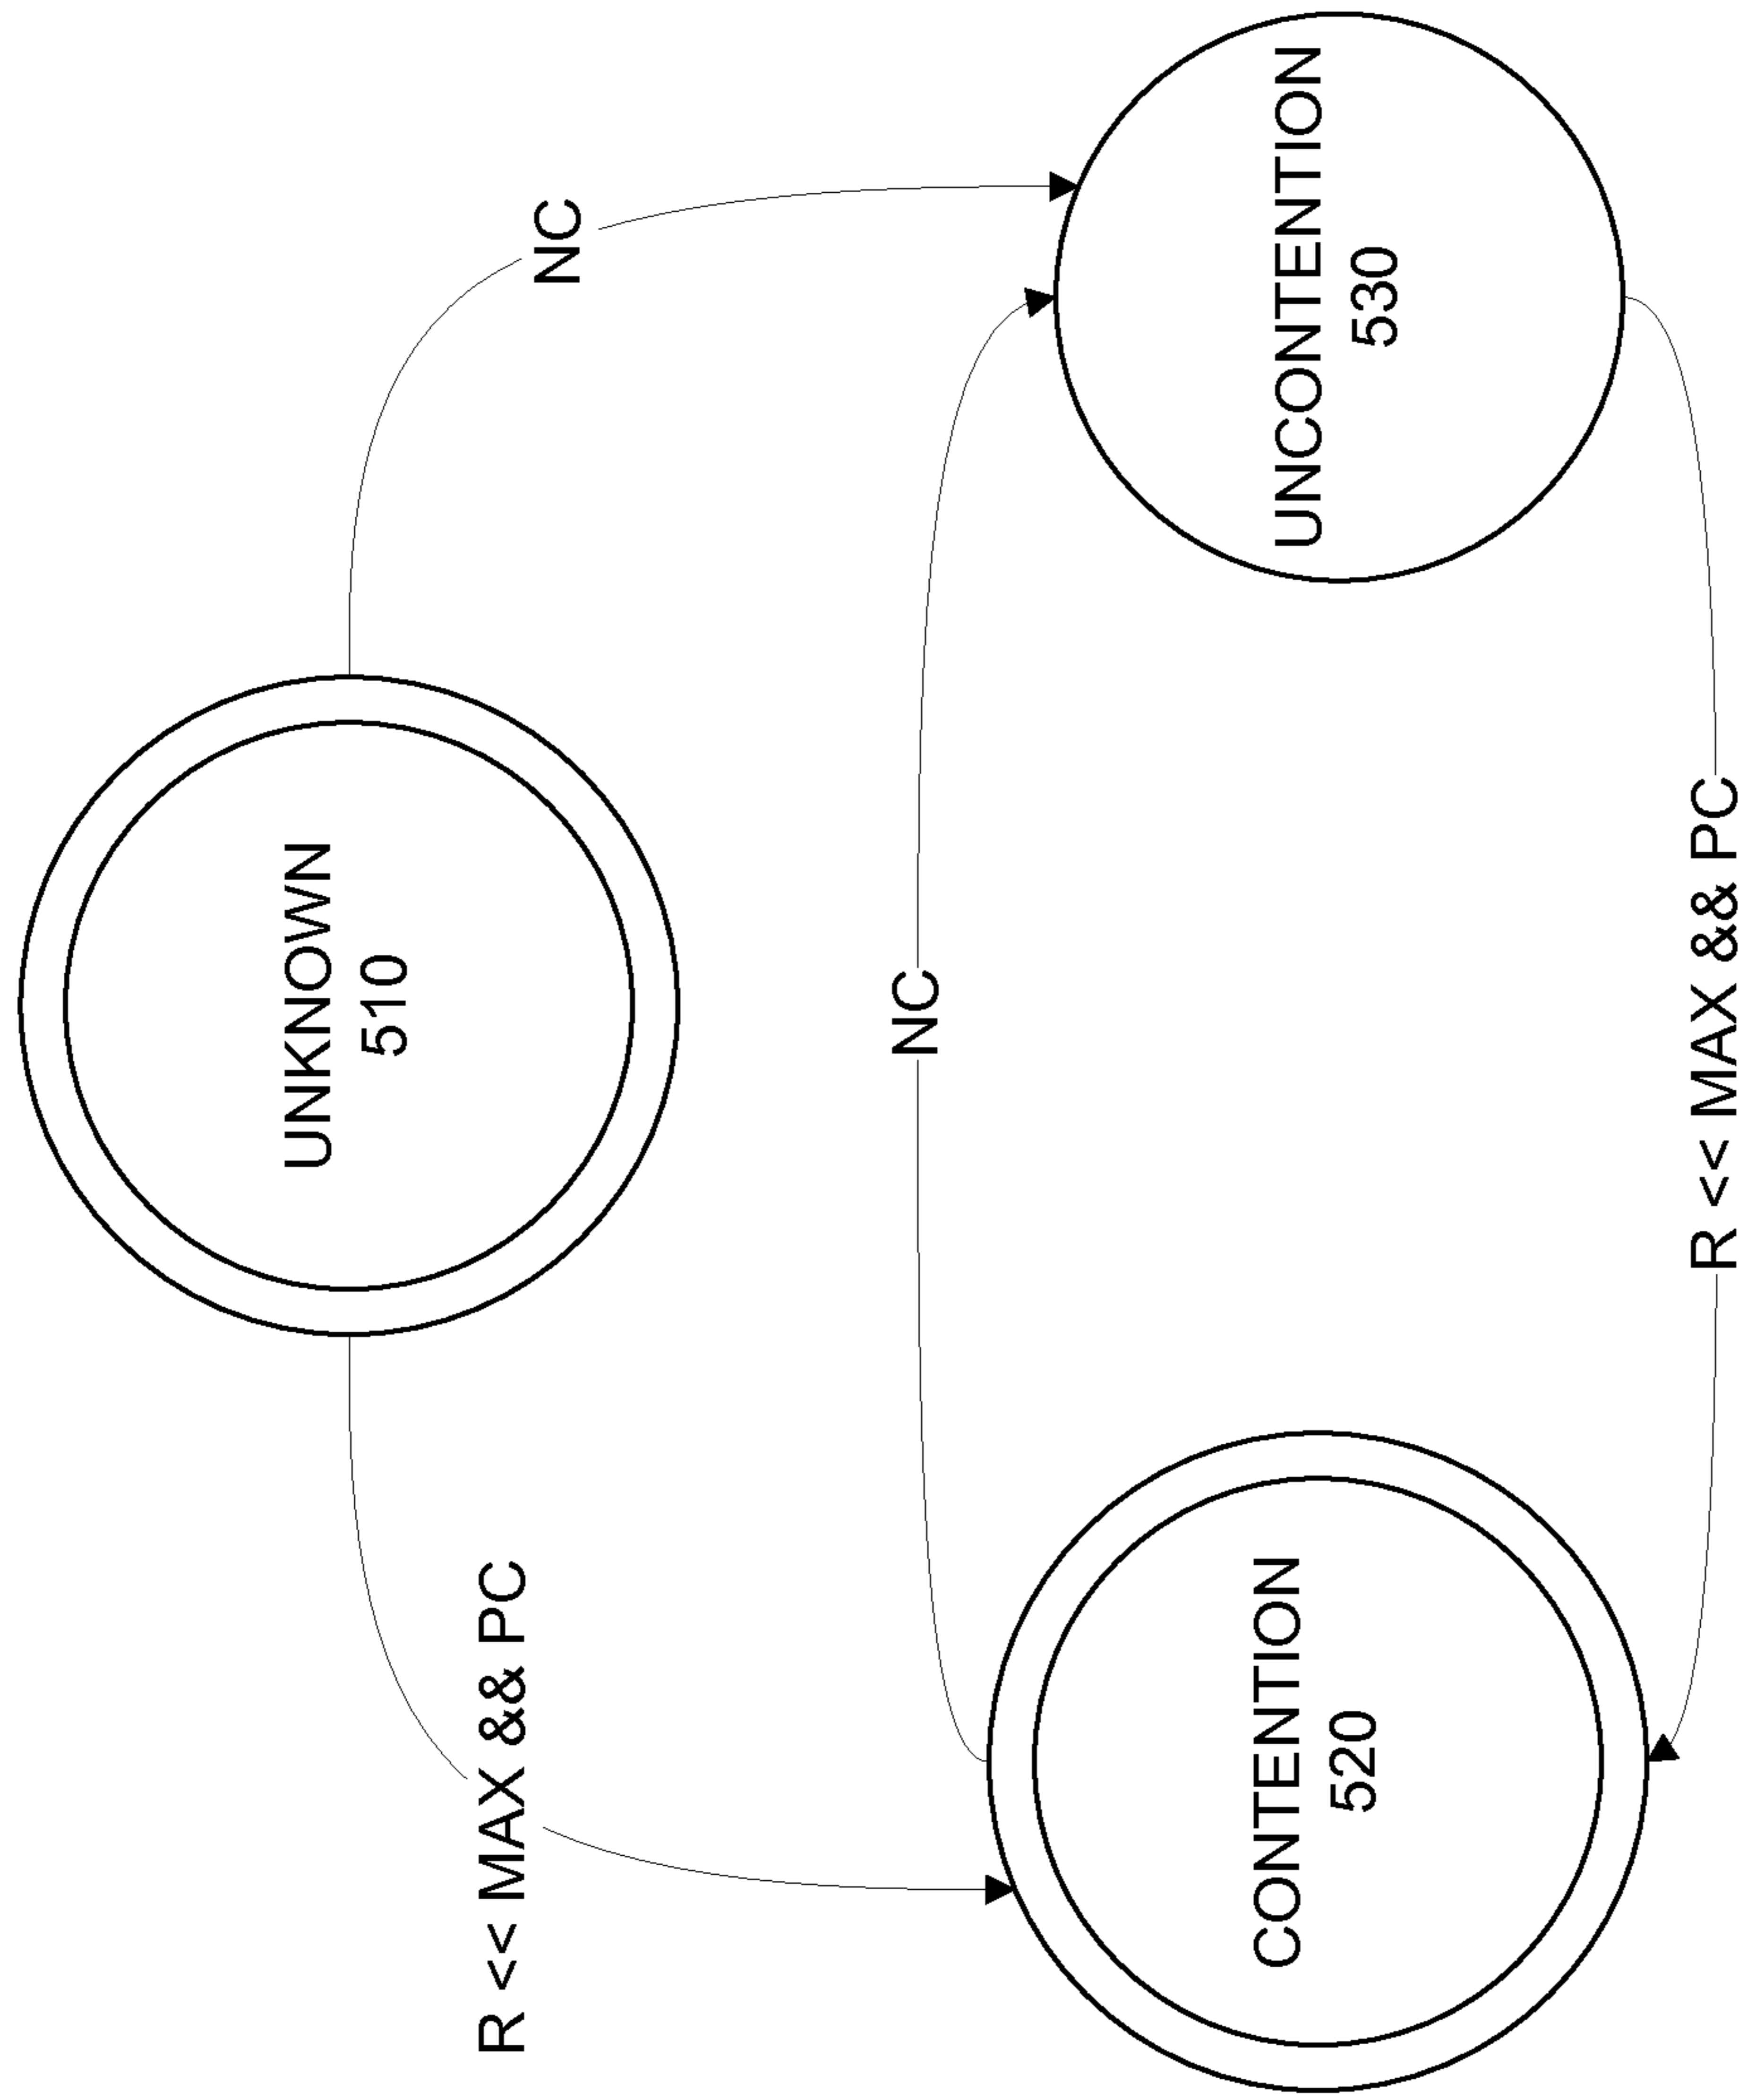 UNKNOWN
510
R << MAX && PC
NC
NC
CONTENTION
520
UNCONTENTION
530
R << MAX && PC